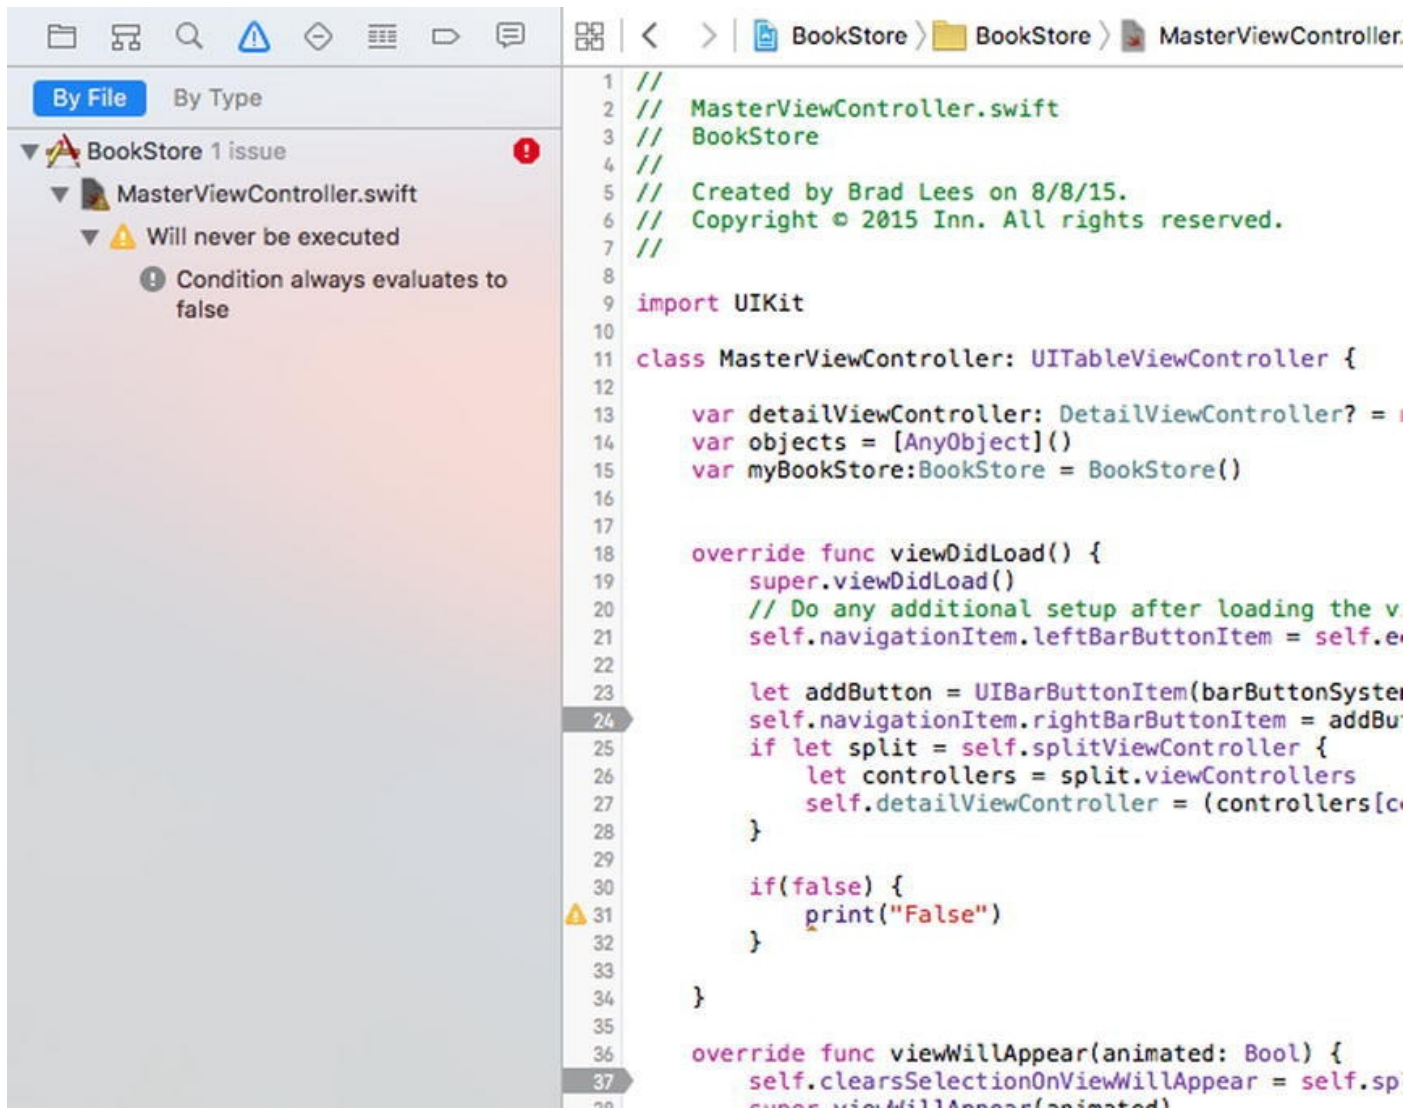 BookStore
BookStore
MasterViewController.
By File
By Type
BookStore 1 issue
MasterViewController.swift
Will never be executed
Condition always evaluates to
false
1 //
2 // MasterViewController.swift
3 // BookStore
4 //
5 // Created by Brad Lees on 8/8/15.
6 // Copyright © 2015 Inn. All rights reserved.
7 //
8
9 import UIKit
10
11 class MasterViewController: UITableViewController {
12
13 var detailViewController: DetailViewController? =
14 var objects = [AnyObject]()
15 var myBookStore:BookStore = BookStore()
16
17
18 override func viewDidLoad() {
19 super.viewDidLoad()
20 // Do any additional setup after loading the v
21 self.navigationItem.leftBarButtonItem = self.e
22
23 let addButton = UIBarButtonItem(barButtonSyste
24 self.navigationItem.rightBarButtonItem = addBu
25 if let split = self.splitViewController {
26 let controllers = split.viewControllers
27 self.detailViewController = (controllers[c
28 }
29
30 if(false) {
31 print("False")
32 }
33
34 }
35
36 override func viewWillAppear(animated: Bool) {
37 self.clearsSelectionOnViewWillAppear = self.sp
super.viewWillAppear(animated)